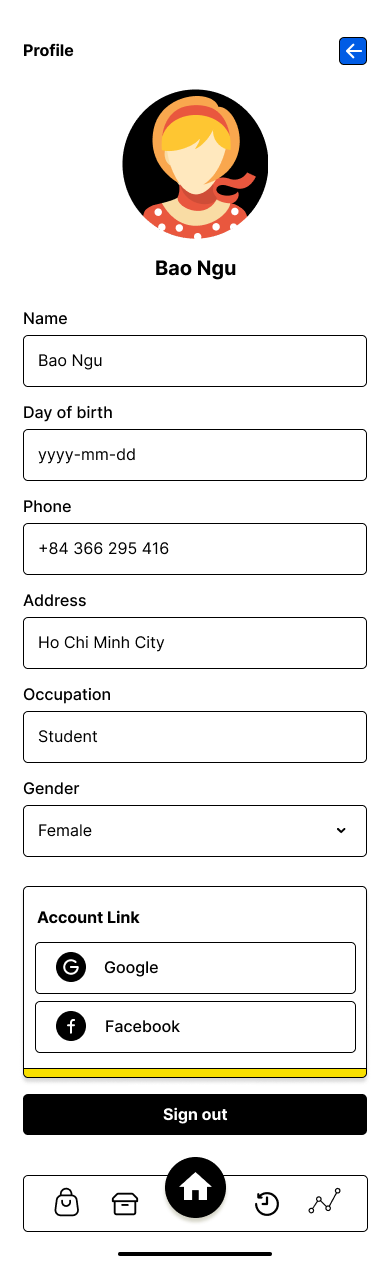 Profile
Bao Ngu
Name
Bao Ngu
Day of birth
yyyy-mm-dd
Phone
+84 366 295 416
Address
Ho Chi Minh City
Occupation
Student
Gender
Female
Account Link
Google
Facebook
Sign out